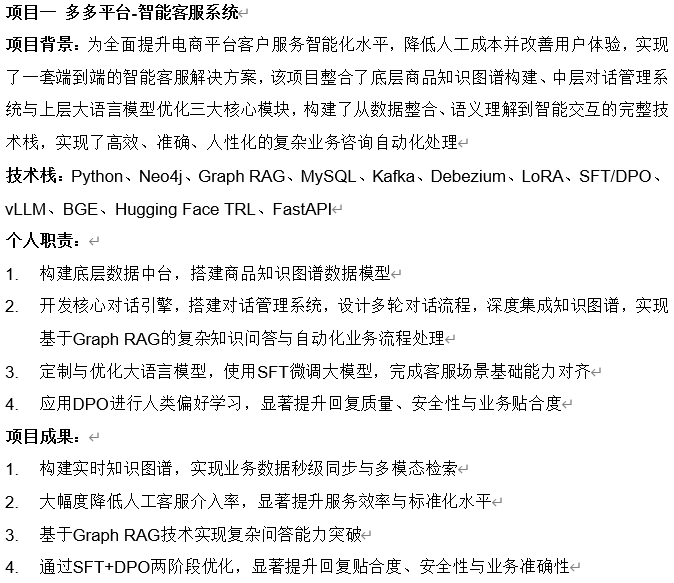 项目一 多多平台-智能客服系统
项目背景：为全面提升电商平台客户服务智能化水平，降低人工成本并改善用户体验，实现
了一套端到端的智能客服解决方案，该项目整合了底层商品知识图谱构建、中层对话管理系
统与上层大语言模型优化三大核心模块，构建了从数据整合、语义理解到智能交互的完整技
术栈，实现了高效、准确、人性化的复杂业务咨询自动化处理
技术栈：Python、Neo4j、Graph RAG、MySQL、Kafka、Debezium、LoRA、SFT/DPO、
vLLM、BGE、Hugging Face TRL、FastAPI
个人职责：
1. 构建底层数据中台，搭建商品知识图谱数据模型
2. 开发核心对话引擎，搭建对话管理系统，设计多轮对话流程，深度集成知识图谱，实现
基于Graph RAG的复杂知识问答与自动化业务流程处理
3. 定制与优化大语言模型，使用SFT微调大模型，完成客服场景基础能力对齐
4. 应用DPO进行人类偏好学习，显著提升回复质量、安全性与业务贴合度
项目成果：
1. 构建实时知识图谱，实现业务数据秒级同步与多模态检索
2. 大幅度降低人工客服介入率，显著提升服务效率与标准化水平
3. 基于Graph RAG技术实现复杂问答能力突破
4. 通过SFT+DPO两阶段优化，显著提升回复贴合度、安全性与业务准确性